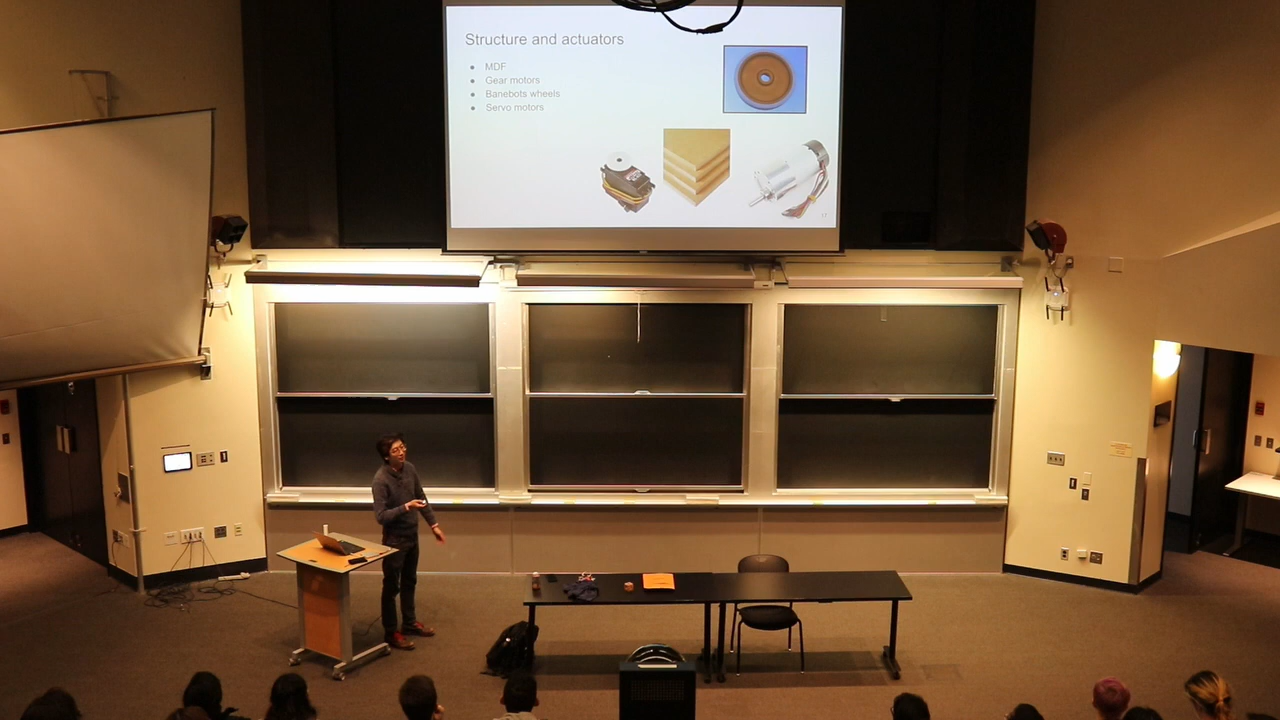 Structure and actuators
MDF
Gear motors
Banebots wheels
Servo motors